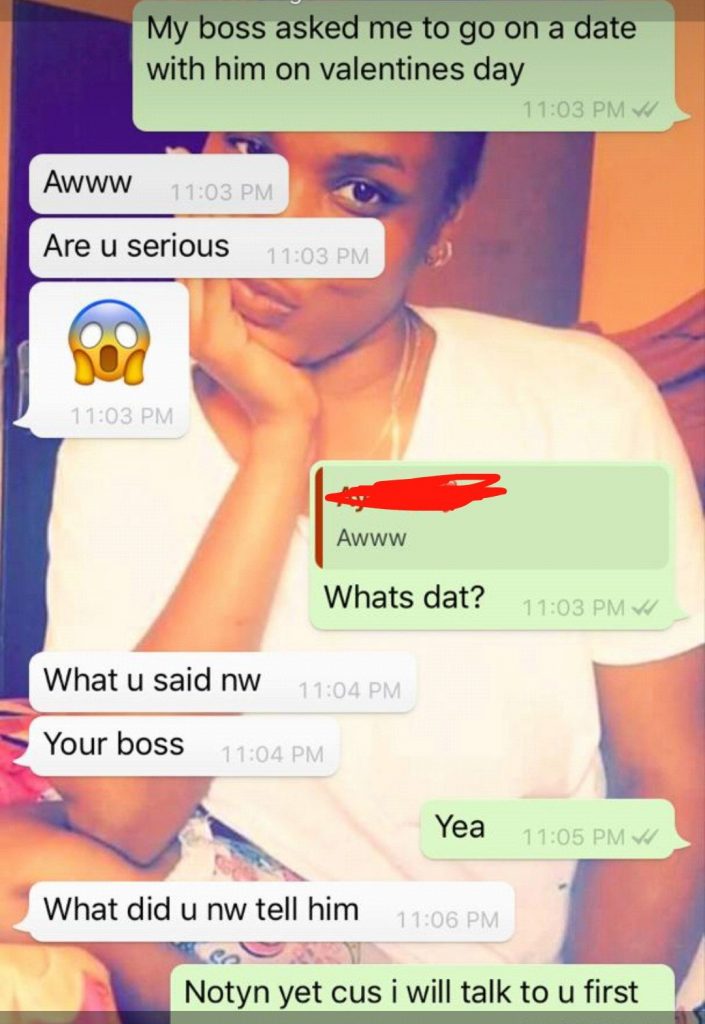 My boss asked me to go on a date
with him on valentines day
11:03 PM
Awww 11:03 PM
Are u serious 11:03 PM
11:03 PM
Awww
Whats dat? 11:03 PM
What u said nw 11:04 PM
Your boss 11:04 PM
Yea 11:05 PM
What did u nw tell him 11:06 PM
Notyn yet cus i will talk to u first